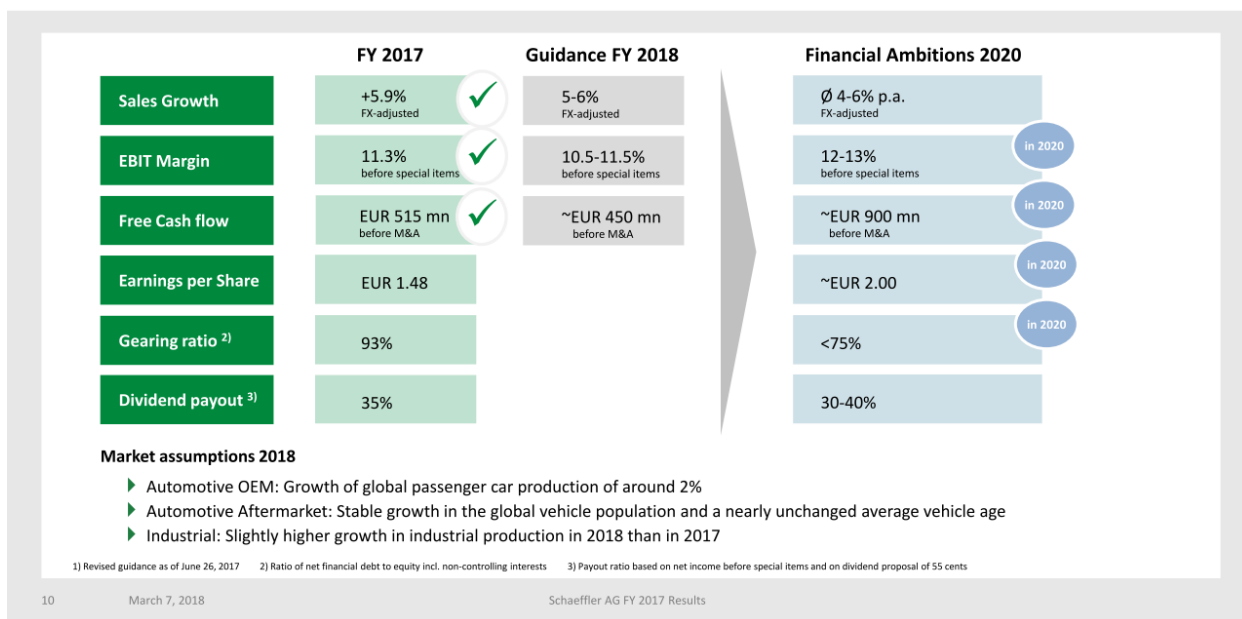 FY 2017 Guidance FY 2018 Financial Ambitions 2020
Sales Growth +5.9% 5-6% Ø 4-6% p.a.
FX-adjusted FX-adjusted FX-adjusted
in 2020
EBIT Margin 11.3% 10.5-11.5% 12-13%
before special items before special items before special items
in 2020
Free Cash flow EUR 515 mn ~EUR 450 mn ~EUR 900 mn
before M&A before M&A before M&A
in 2020
Earnings per Share EUR 1.48 ~EUR 2.00
in 2020
Gearing ratio 2) 93% <75%
Dividend payout 3) 35% 30-40%
Market assumptions 2018
Automotive OEM: Growth of global passenger car production of around 2%
Automotive Aftermarket: Stable growth in the global vehicle population and a nearly unchanged average vehicle age
Industrial: Slightly higher growth in industrial production in 2018 than in 2017
1) Revised guidance as of June 26, 2017 2) Ratio of net financial debt to equity incl. non-controlling interests 3) Payout ratio based on net income before special items and on dividend proposal of 55 cents
10 March 7, 2018 Schaeffler AG FY 2017 Results